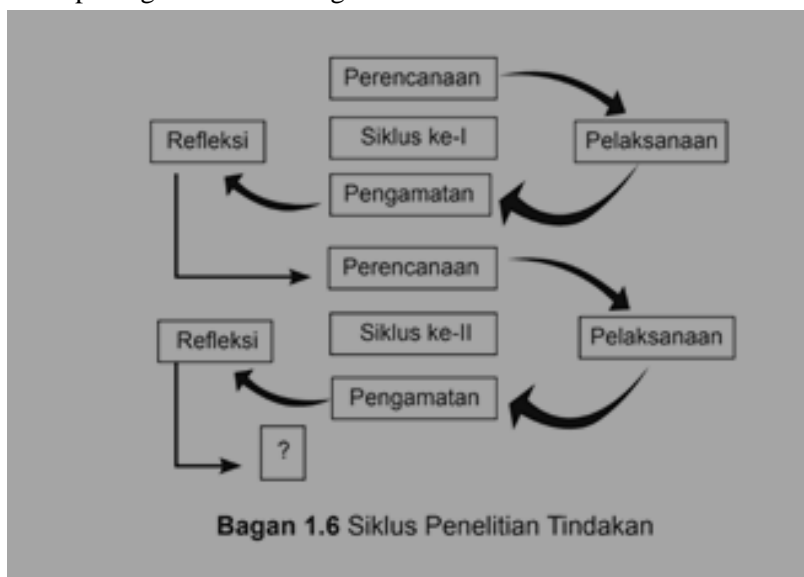 Perencanaan
Refleksi
Siklus ke-I
Pelaksanaan
Pengamatan
Perencanaan
Refleksi
Siklus ke-II
Pelaksanaan
Pengamatan
?
Bagan 1.6 Siklus Penelitian Tindakan